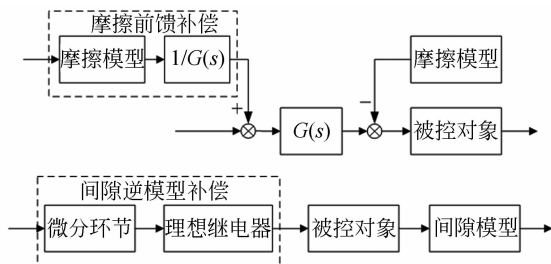 摩擦前馈补偿
摩擦模型 1/G(s) 摩擦模型
+ −
G(s) 被控对象
间隙逆模型补偿
微分环节 理想继电器 被控对象 间隙模型